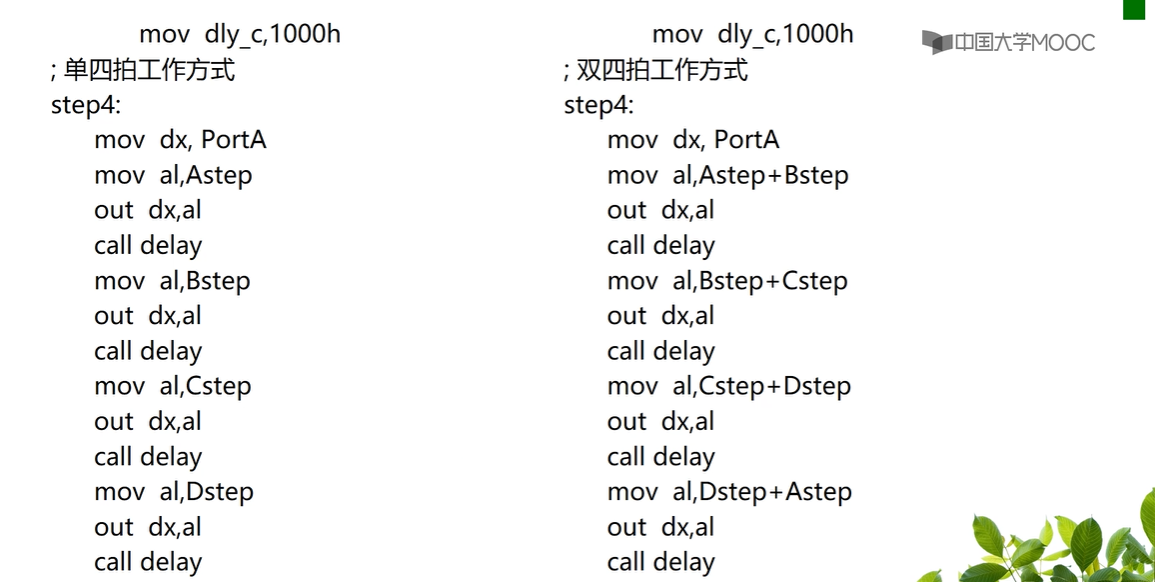 mov dly_c,1000h
; 单四拍工作方式
step4:
mov dx, PortA
mov al,Astep
out dx,al
call delay
mov al,Bstep
out dx,al
call delay
mov al,Cstep
out dx,al
call delay
mov al,Dstep
out dx,al
call delay
mov dly_c,1000h
; 双四拍工作方式
step4:
mov dx, PortA
mov al,Astep+Bstep
out dx,al
call delay
mov al,Bstep+Cstep
out dx,al
call delay
mov al,Cstep+Dstep
out dx,al
call delay
mov al,Dstep+Astep
out dx,al
call delay
中国大学MOOC